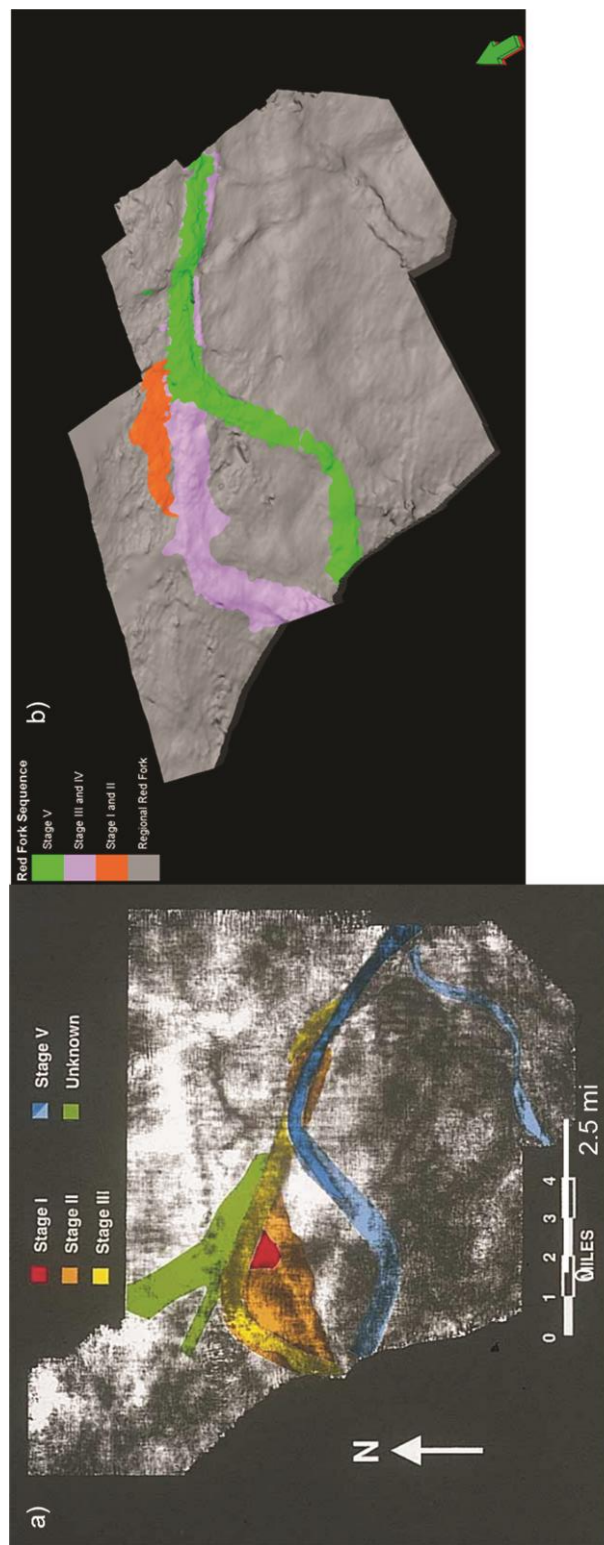 a)
Stage I
Stage II
Stage III
Stage V
Unknown
N
0 1 2 3 4
MILES
0
2.5 mi
b)
Red Fork Sequence
Stage V
Stage III and IV
Stage I and II
Regional Red Fork